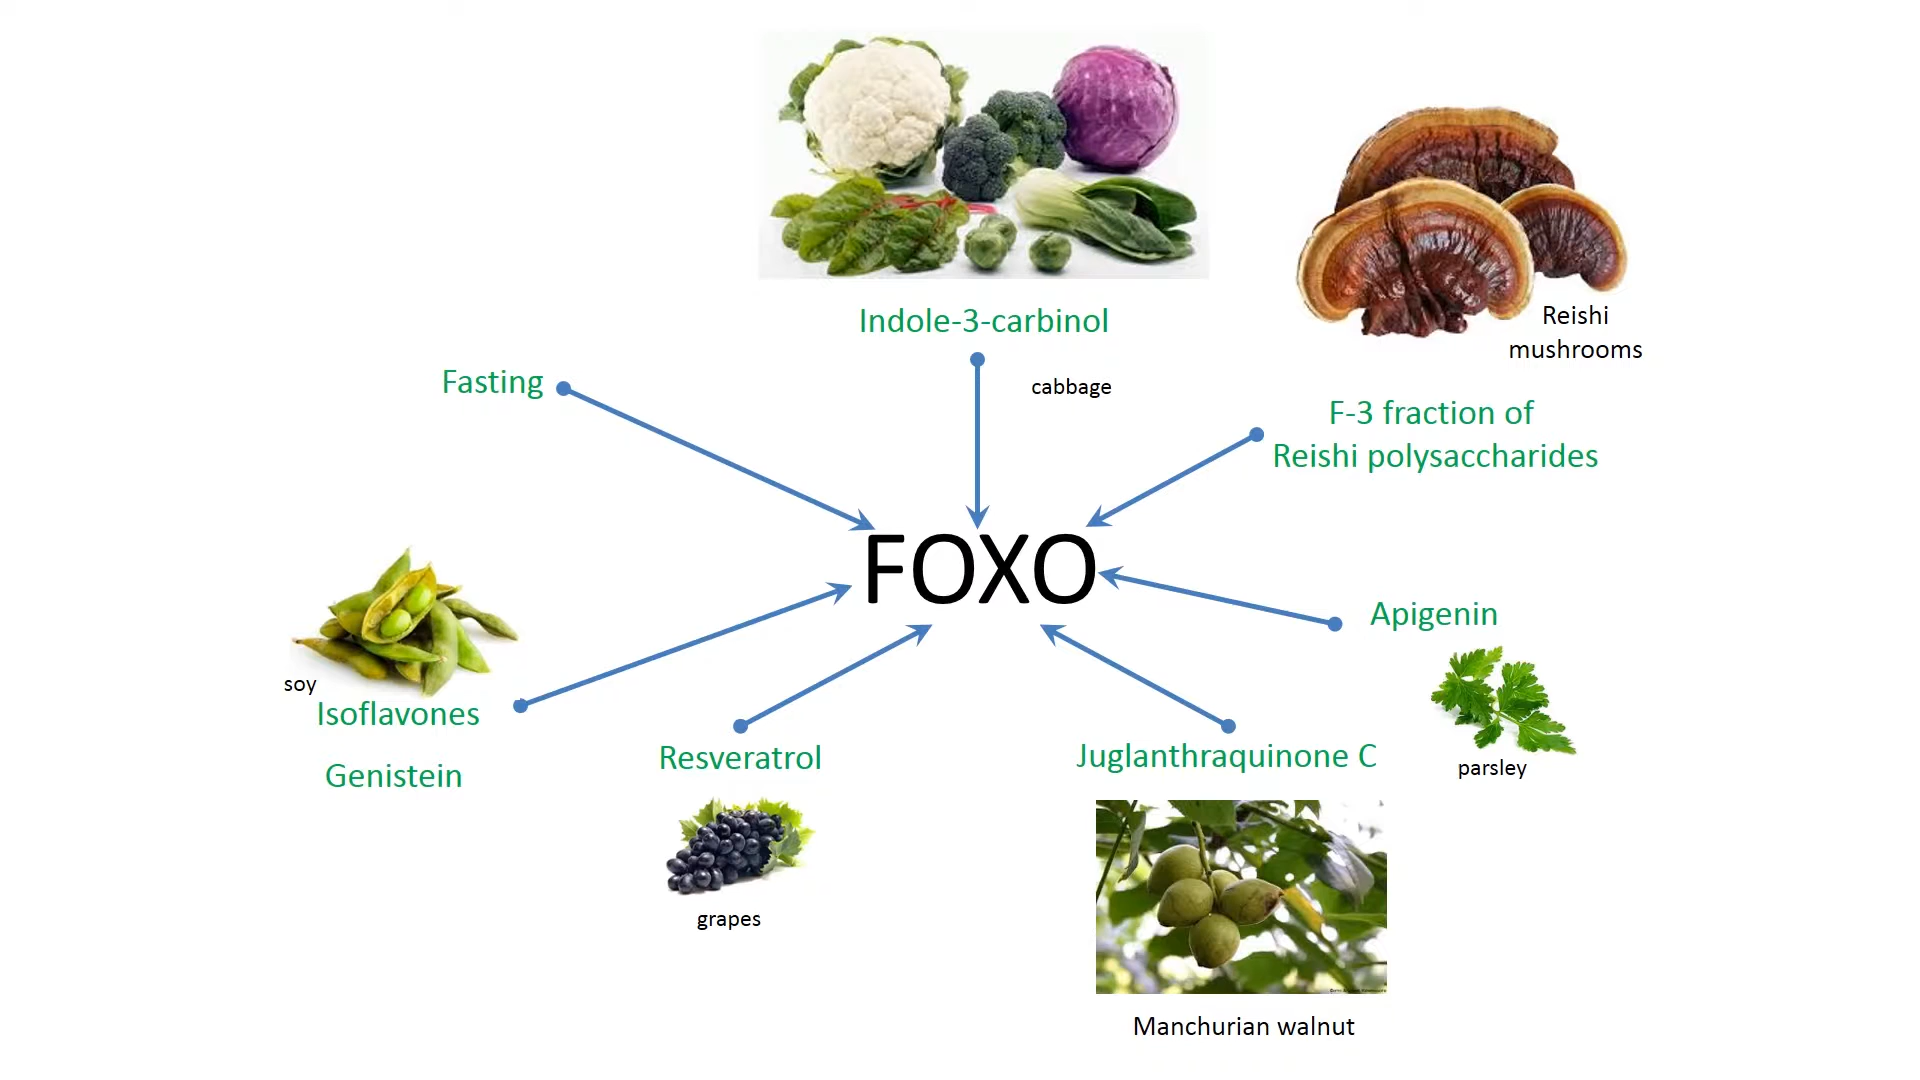 Indole-3-carbinol
cabbage
Reishi
mushrooms
Fasting
F-3 fraction of
Reishi polysaccharides
FOXO
Apigenin
parsley
soy
Isoflavones
Genistein
Resveratrol
grapes
Juglanthraquinone C
Manchurian walnut